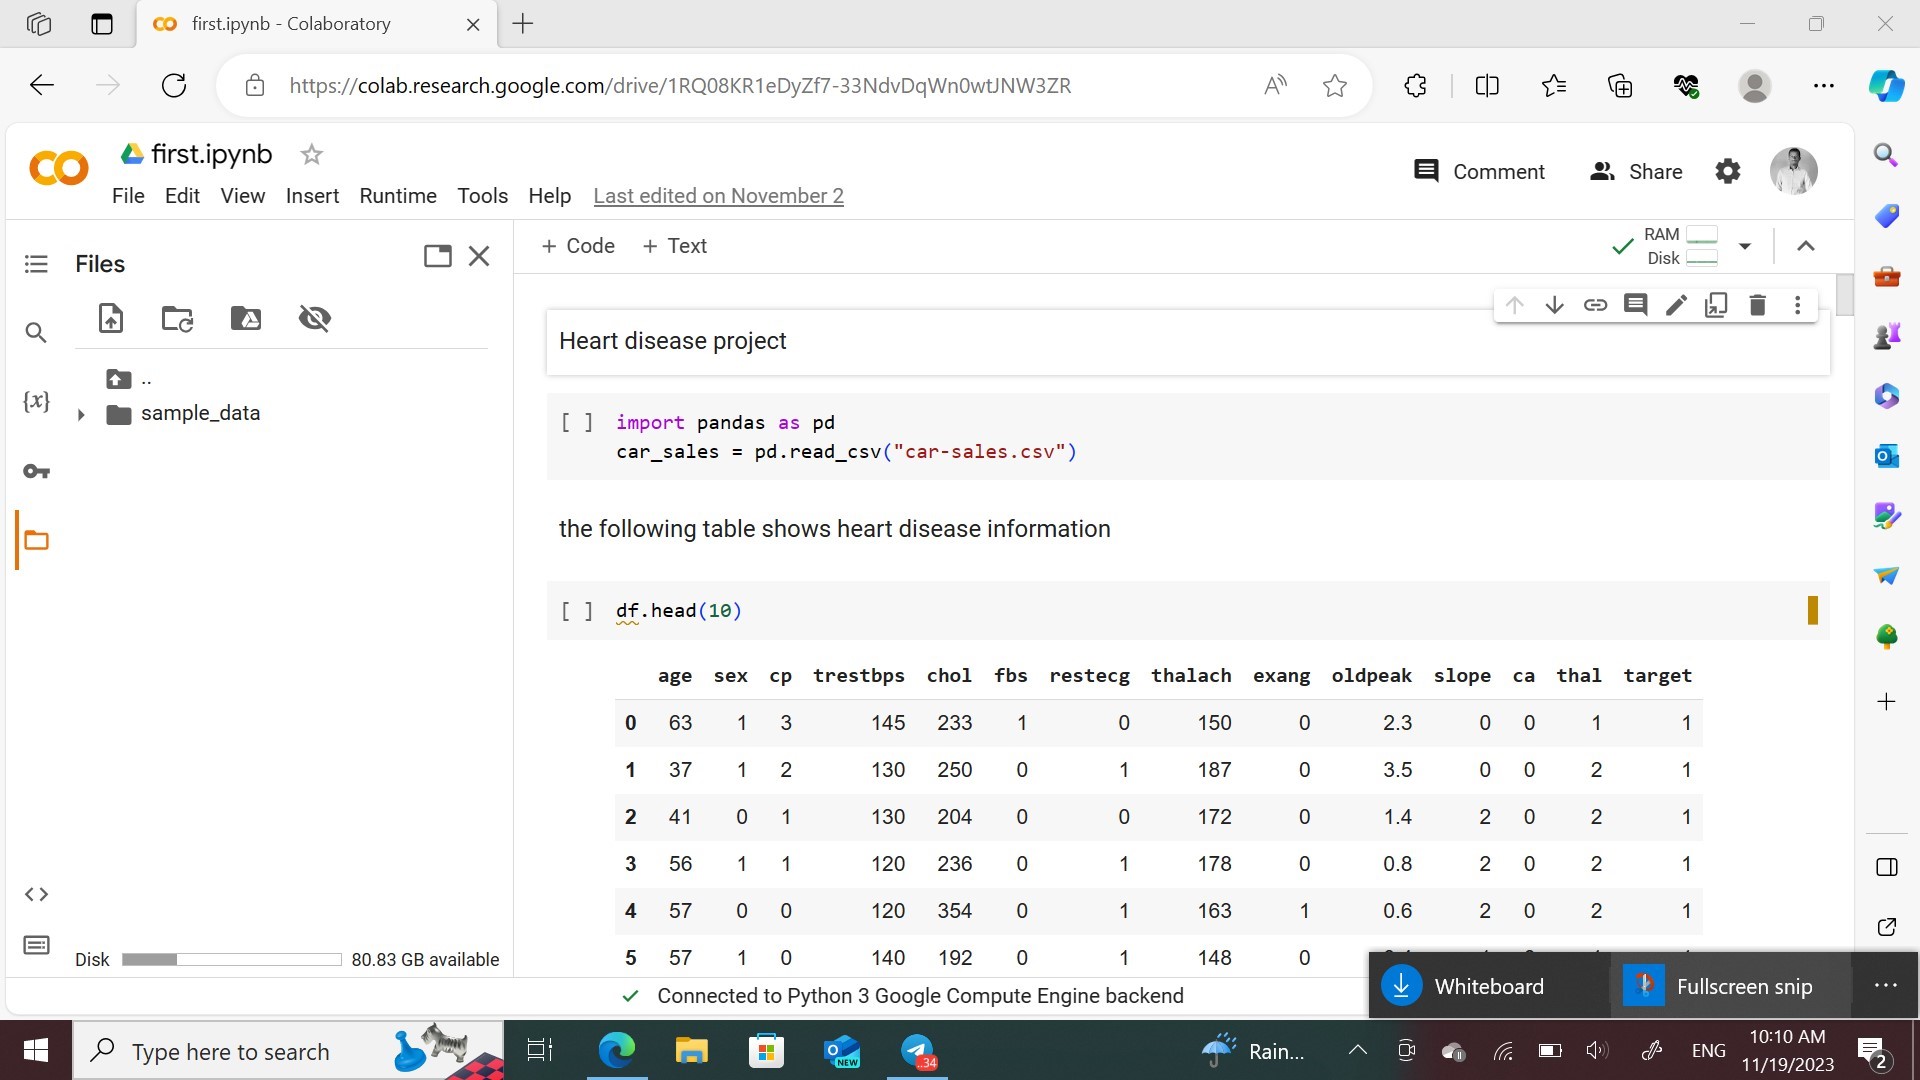 first.ipynb - Colaboratory
https://colab.research.google.com/drive/1RQ08KR1eDyZf7-33NdvDqWn0wtJNW3ZR
first.ipynb
File Edit View Insert Runtime Tools Help Last edited on November 2
Comment Share
Files
+ Code + Text
RAM
Disk
..
sample_data
{x}
Heart disease project
[ ] import pandas as pd
car_sales = pd.read_csv("car-sales.csv")
the following table shows heart disease information
[ ] df.head(10)
age sex cp trestbps chol fbs restecg thalach exang oldpeak slope ca thal target
0 63 1 3 145 233 1 0 150 0 2.3 0 0 1 1
1 37 1 2 130 250 0 1 187 0 3.5 0 0 2 1
2 41 0 1 130 204 0 0 172 0 1.4 2 0 2 1
3 56 1 1 120 236 0 1 178 0 0.8 2 0 2 1
4 57 0 0 120 354 0 1 163 1 0.6 2 0 2 1
5 57 1 0 140 192 0 1 148 0
Disk 80.83 GB available
Connected to Python 3 Google Compute Engine backend
Whiteboard
Fullscreen snip
Type here to search
NEW
..34
Rain...
ENG
10:10 AM
11/19/2023
2